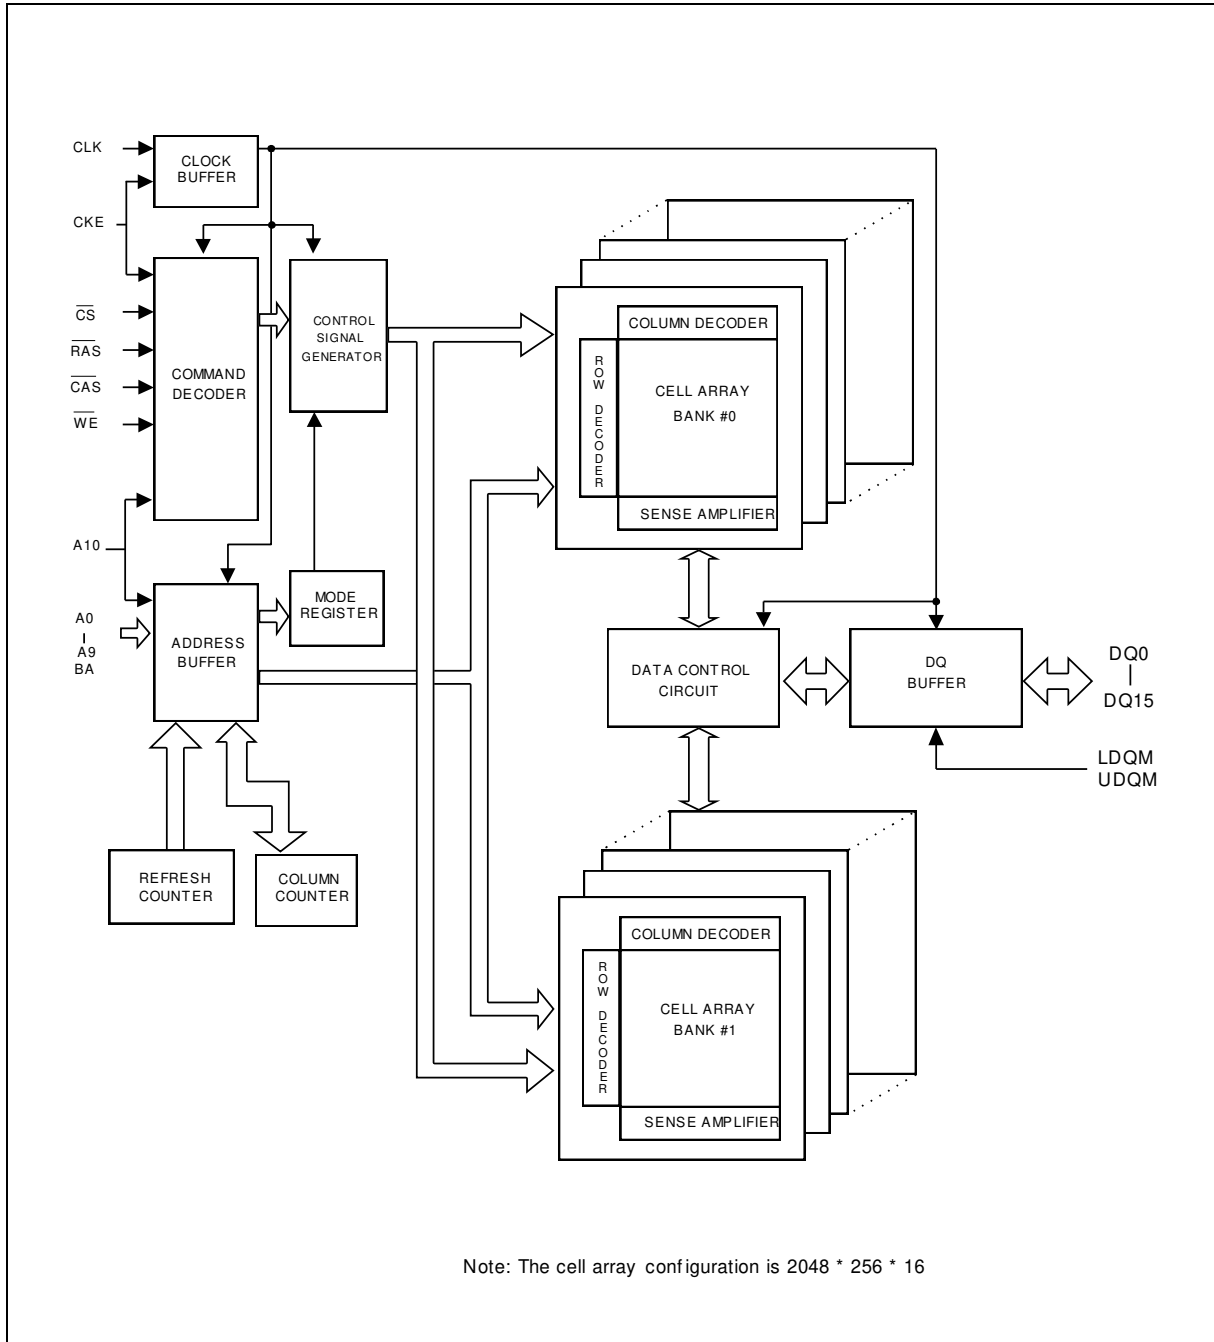 CLK
CLOCK
BUFFER
CKE
CS
RAS
CAS
WE
COMMAND
DECODER
CONTROL
SIGNAL
GENERATOR
COLUMN DECODER
ROW DECODER
CELL ARRAY
BANK #0
SENSE AMPLIFIER
A10
A0
A9
BA
ADDRESS
BUFFER
MODE
REGISTER
DATA CONTROL
CIRCUIT
DQ
BUFFER
DQ0
DQ15
LDQM
UDQM
REFRESH
COUNTER
COLUMN
COUNTER
COLUMN DECODER
ROW DECODER
CELL ARRAY
BANK #1
SENSE AMPLIFIER
Note: The cell array configuration is 2048 * 256 * 16